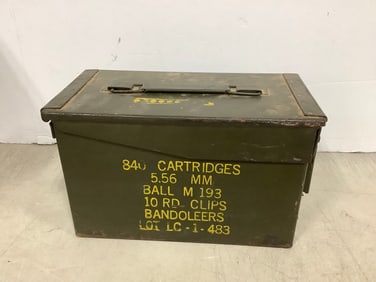 840 CARTRIDGES
5.56 MM
BALL M 193
10 RD. CLIPS
BANDOLEERS
LOT LC-1-483